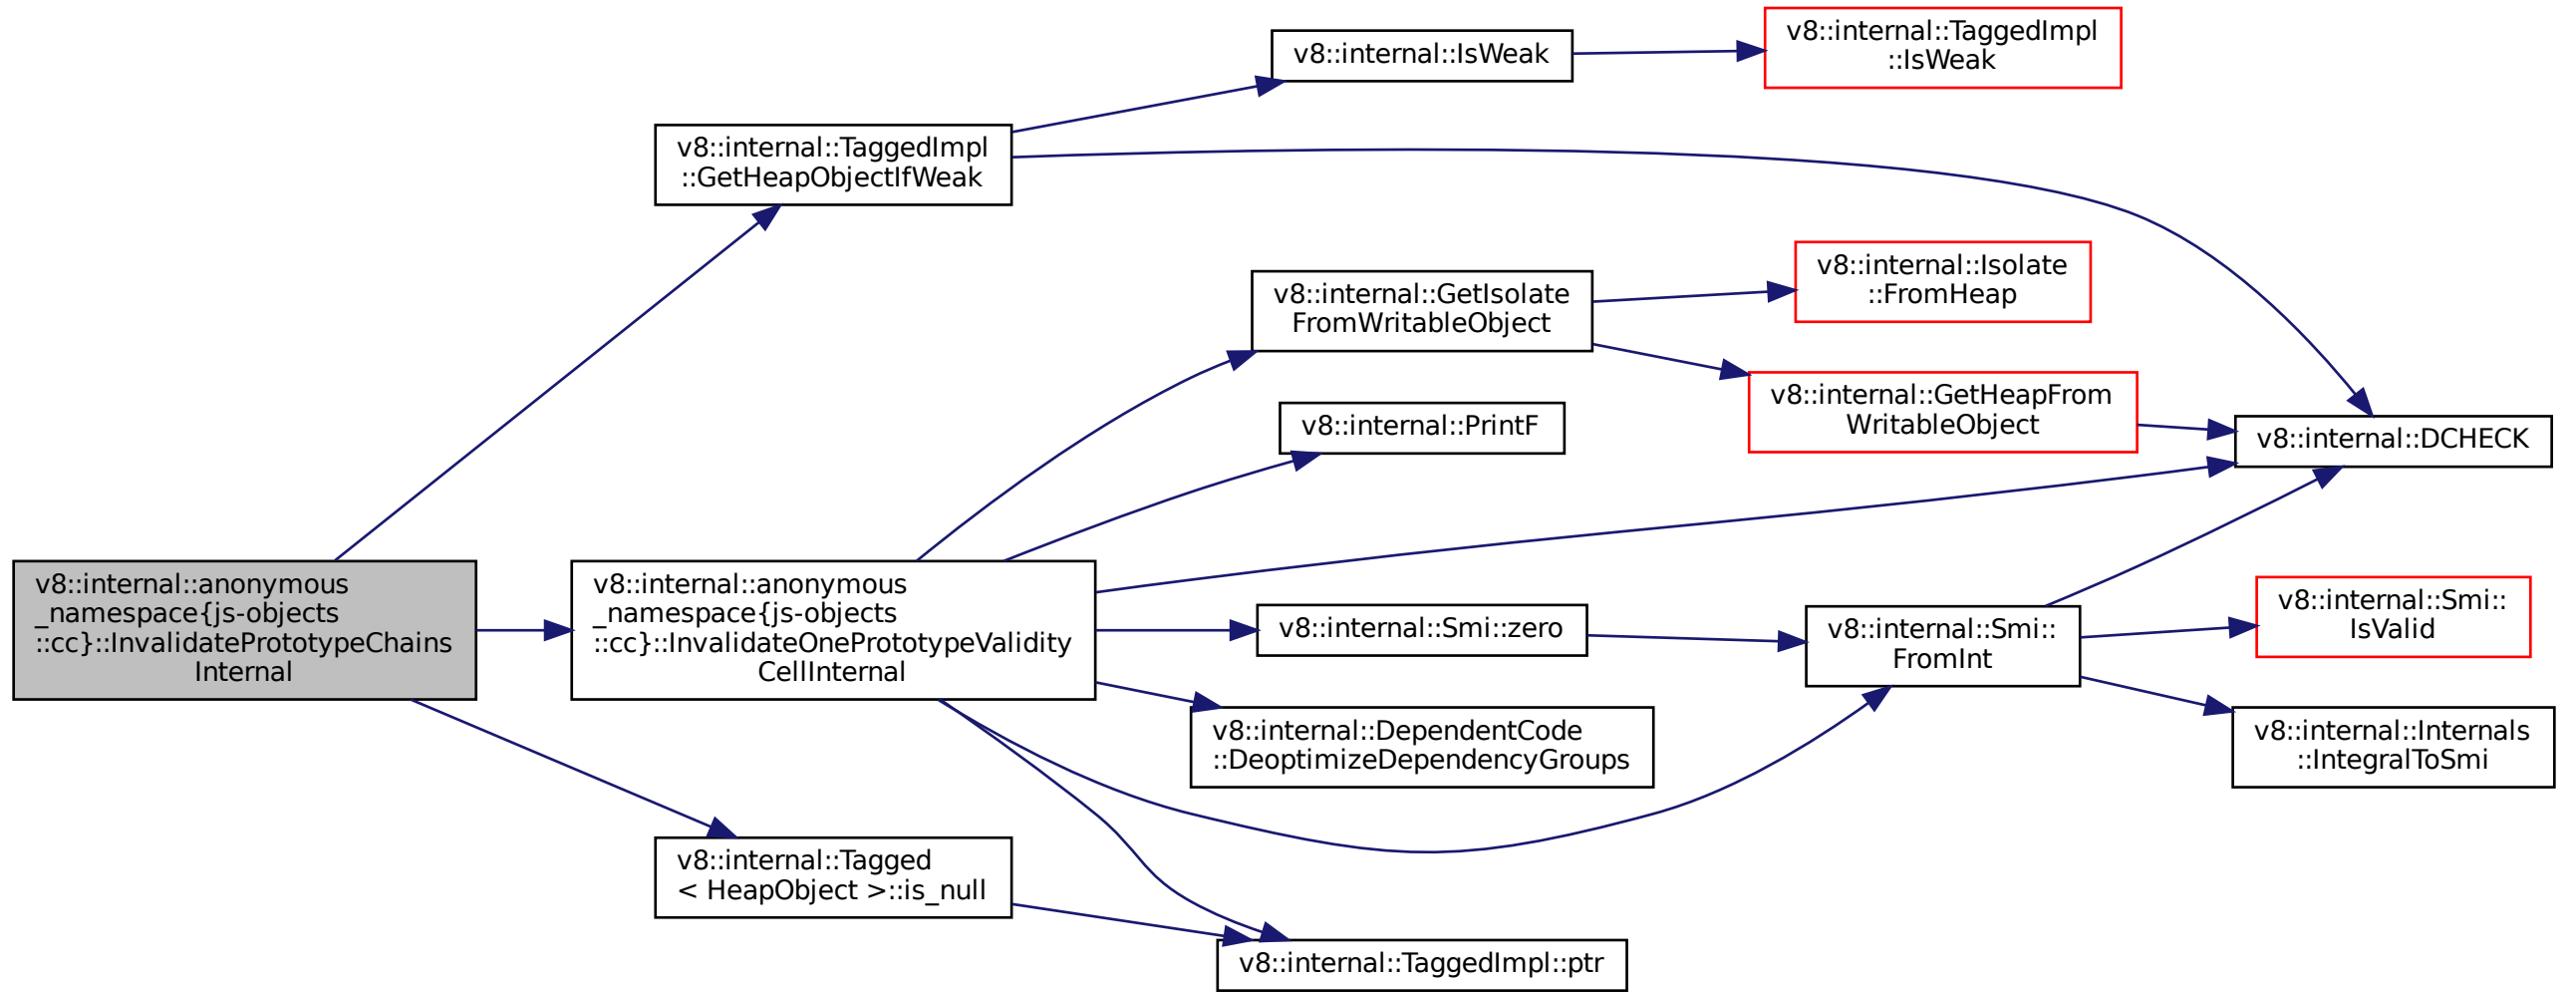 v8::internal::anonymous
_namespace{js-objects
::cc}::InvalidatePrototypeChains
Internal
v8::internal::TaggedImpl
::GetHeapObjectIfWeak
v8::internal::IsWeak
v8::internal::TaggedImpl
::IsWeak
v8::internal::DCHECK
v8::internal::anonymous
_namespace{js-objects
::cc}::InvalidateOnePrototypeValidity
CellInternal
v8::internal::GetIsolate
FromWritableObject
v8::internal::Isolate
::FromHeap
v8::internal::GetHeapFrom
WritableObject
v8::internal::PrintF
v8::internal::Smi::zero
v8::internal::Smi::
FromInt
v8::internal::Smi::
IsValid
v8::internal::Internals
::IntegralToSmi
v8::internal::DependentCode
::DeoptimizeDependencyGroups
v8::internal::Tagged
< HeapObject >::is_null
v8::internal::TaggedImpl::ptr